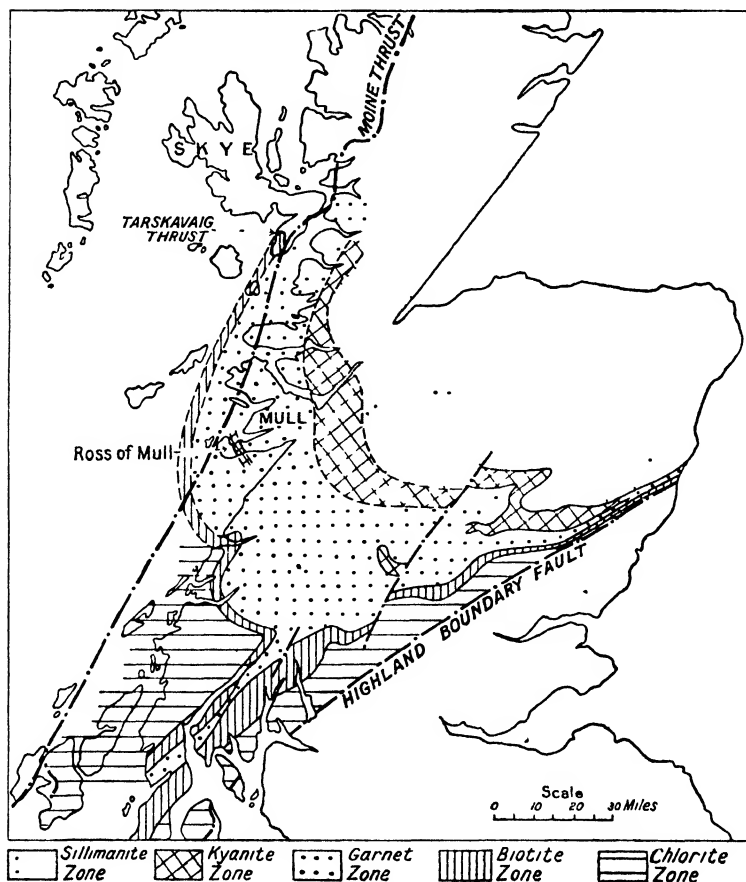 MOINE THRUST
SKYE
TARSKAVAIG
THRUST
MULL
Ross of Mull
HIGHLAND BOUNDARY FAULT
Scale
0 10 20 30 Miles
Sillimanite
Zone
Kyanite
Zone
Garnet
Zone
Biotite
Zone
Chlorite
Zone